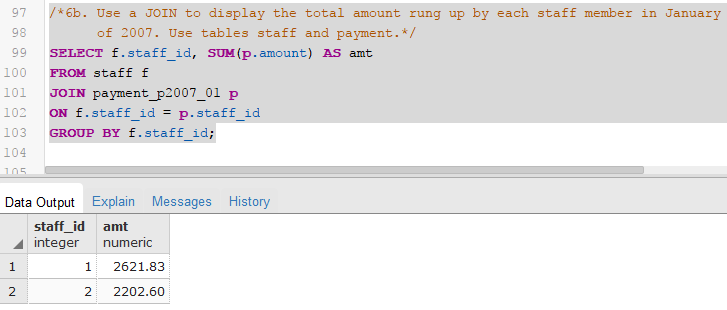 97 /*6b. Use a JOIN to display the total amount rung up by each staff member in January
98 of 2007. Use tables staff and payment.*/
99 SELECT f.staff_id, SUM(p.amount) AS amt
100 FROM staff f
101 JOIN payment_p2007_01 p
102 ON f.staff_id = p.staff_id
103 GROUP BY f.staff_id;
104
105
Data Output Explain Messages History
staff_id amt
integer numeric
1 1 2621.83
2 2 2202.60